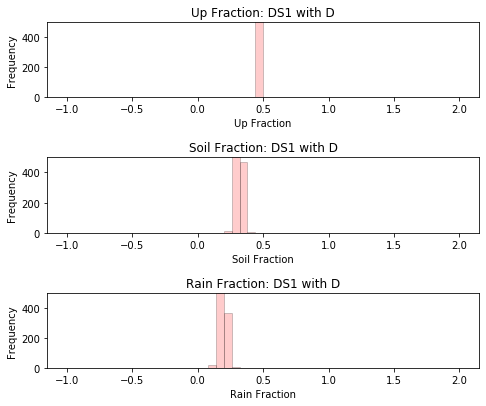 Up Fraction: DS1 with D
400
200
0
Frequency
−1.0 −0.5 0.0 0.5 1.0 1.5 2.0
Up Fraction
Soil Fraction: DS1 with D
400
200
0
Frequency
−1.0 −0.5 0.0 0.5 1.0 1.5 2.0
Soil Fraction
Rain Fraction: DS1 with D
400
200
0
Frequency
−1.0 −0.5 0.0 0.5 1.0 1.5 2.0
Rain Fraction